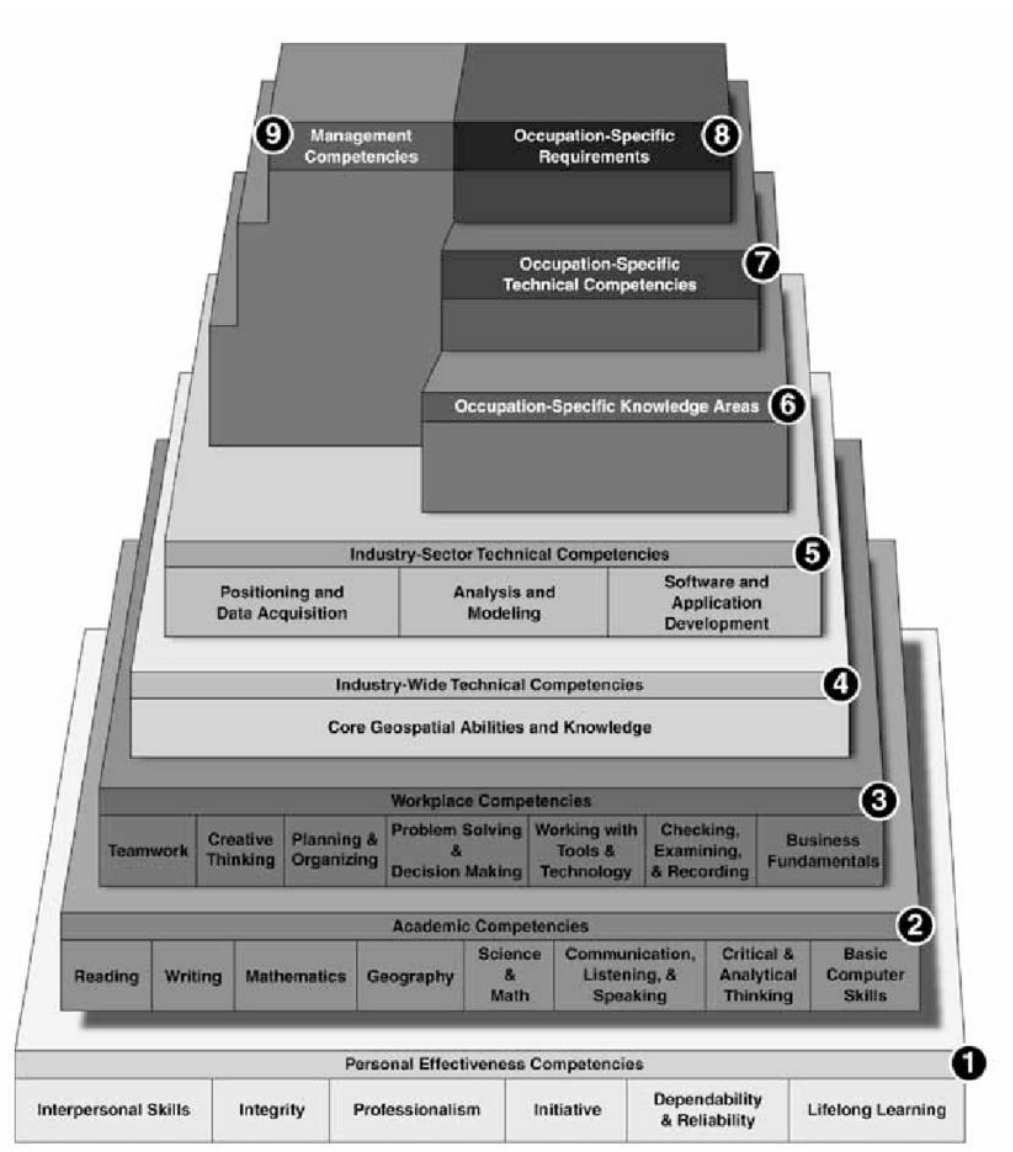 9
Management
Competencies
Occupation-Specific
Requirements
8
Occupation-Specific
Technical Competencies
7
Occupation-Specific Knowledge Areas
6
Industry-Sector Technical Competencies
5
Positioning and
Data Acquisition
Analysis and
Modeling
Software and
Application
Development
Industry-Wide Technical Competencies
4
Core Geospatial Abilities and Knowledge
Workplace Competencies
3
Teamwork
Creative
Thinking
Planning &
Organizing
Problem Solving
&
Decision Making
Working with
Tools &
Technology
Checking,
Examining,
& Recording
Business
Fundamentals
Academic Competencies
2
Reading
Writing
Mathematics
Geography
Science
&
Math
Communication,
Listening, &
Speaking
Critical &
Analytical
Thinking
Basic
Computer
Skills
Personal Effectiveness Competencies
1
Interpersonal Skills
Integrity
Professionalism
Initiative
Dependability
& Reliability
Lifelong Learning